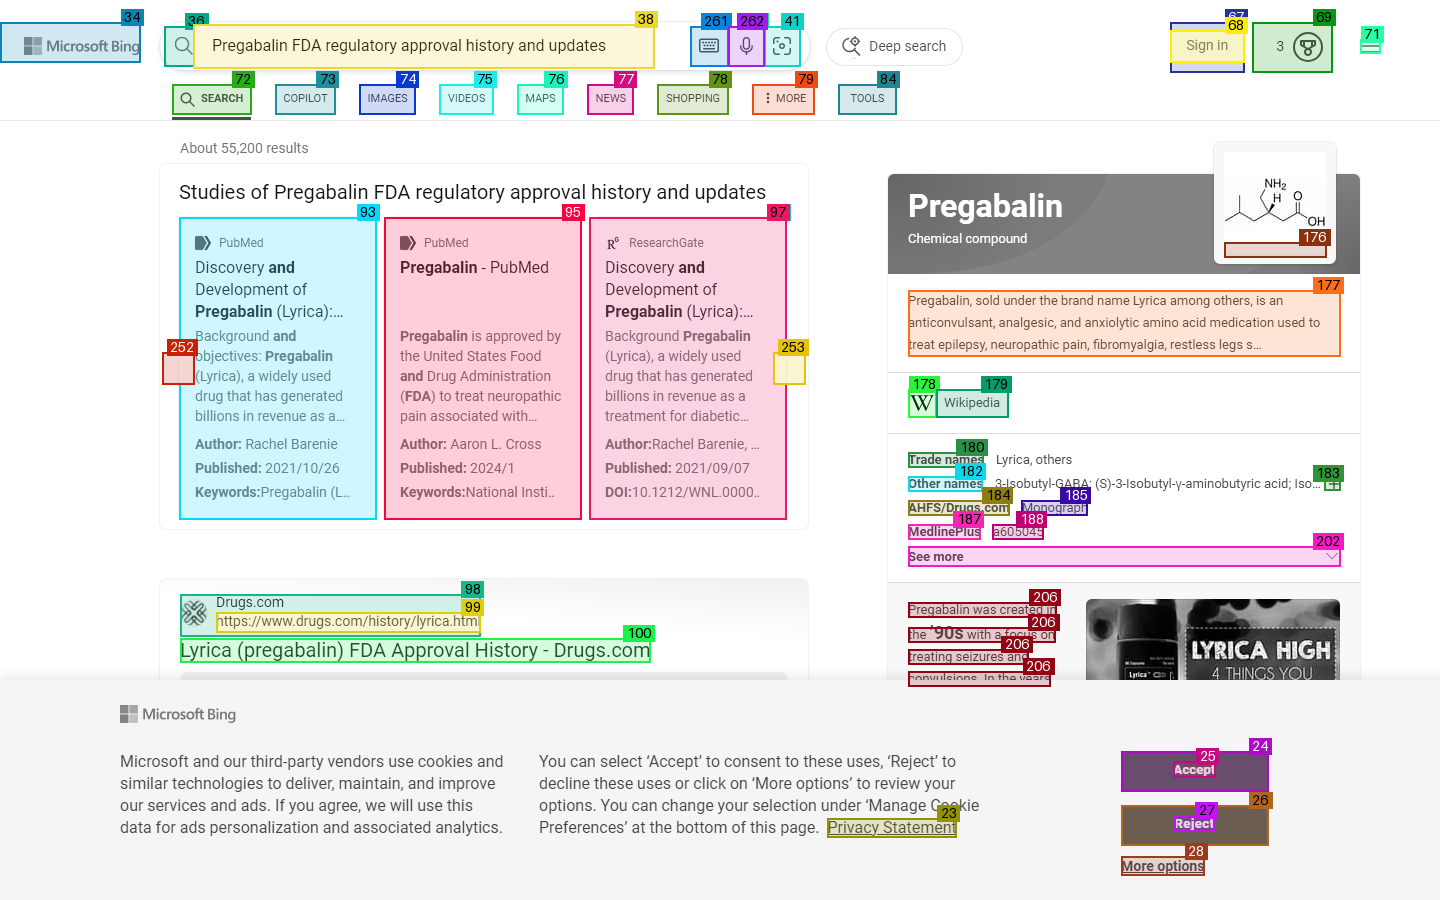 Microsoft Bing
34
36
Pregabalin FDA regulatory approval history and updates
38
261
262
41
Deep search
68
Sign in
3
69
71
72
SEARCH
73
COPILOT
74
IMAGES
75
VIDEOS
76
MAPS
77
NEWS
78
SHOPPING
79
MORE
84
TOOLS
About 55,200 results
Studies of Pregabalin FDA regulatory approval history and updates
93
PubMed
Discovery and
Development of
Pregabalin (Lyrica):...
Background and
objectives: Pregabalin
(Lyrica), a widely used
drug that has generated
billions in revenue as a...
Author: Rachel Barenie
Published: 2021/10/26
Keywords:Pregabalin (L..
252
95
PubMed
Pregabalin - PubMed
Pregabalin is approved by
the United States Food
and Drug Administration
(FDA) to treat neuropathic
pain associated with...
Author: Aaron L. Cross
Published: 2024/1
Keywords:National Insti..
97
ResearchGate
Discovery and
Development of
Pregabalin (Lyrica):...
Background Pregabalin
(Lyrica), a widely used
drug that has generated
billions in revenue as a
treatment for diabetic...
Author:Rachel Barenie, ...
Published: 2021/09/07
DOI:10.1212/WNL.0000..
253
98
Drugs.com
99
https://www.drugs.com/history/lyrica.html
100
Lyrica (pregabalin) FDA Approval History - Drugs.com
Pregabalin
Chemical compound
NH2
H
O
OH
176
177
Pregabalin, sold under the brand name Lyrica among others, is an
anticonvulsant, analgesic, and anxiolytic amino acid medication used to
treat epilepsy, neuropathic pain, fibromyalgia, restless legs s...
178
179
W
Wikipedia
180
Trade names Lyrica, others
182
183
Other names 3-Isobutyl-GABA; (S)-3-Isobutyl-γ-aminobutyric acid; Iso...
184
185
AHFS/Drugs.com Monograph
187
188
MedlinePlus a605045
202
See more
206
Pregabalin was created in
206
the '90s with a focus on
206
treating seizures and
206
convulsions. In the years
Lyrica
LYRICA HIGH
4 THINGS YOU
Microsoft Bing
Microsoft and our third-party vendors use cookies and
similar technologies to deliver, maintain, and improve
our services and ads. If you agree, we will use this
data for ads personalization and associated analytics.
You can select ‘Accept’ to consent to these uses, ‘Reject’ to
decline these uses or click on ‘More options’ to review your
options. You can change your selection under ‘Manage Cookie
Preferences’ at the bottom of this page. Privacy Statement
23
24
25
Accept
26
27
Reject
28
More options